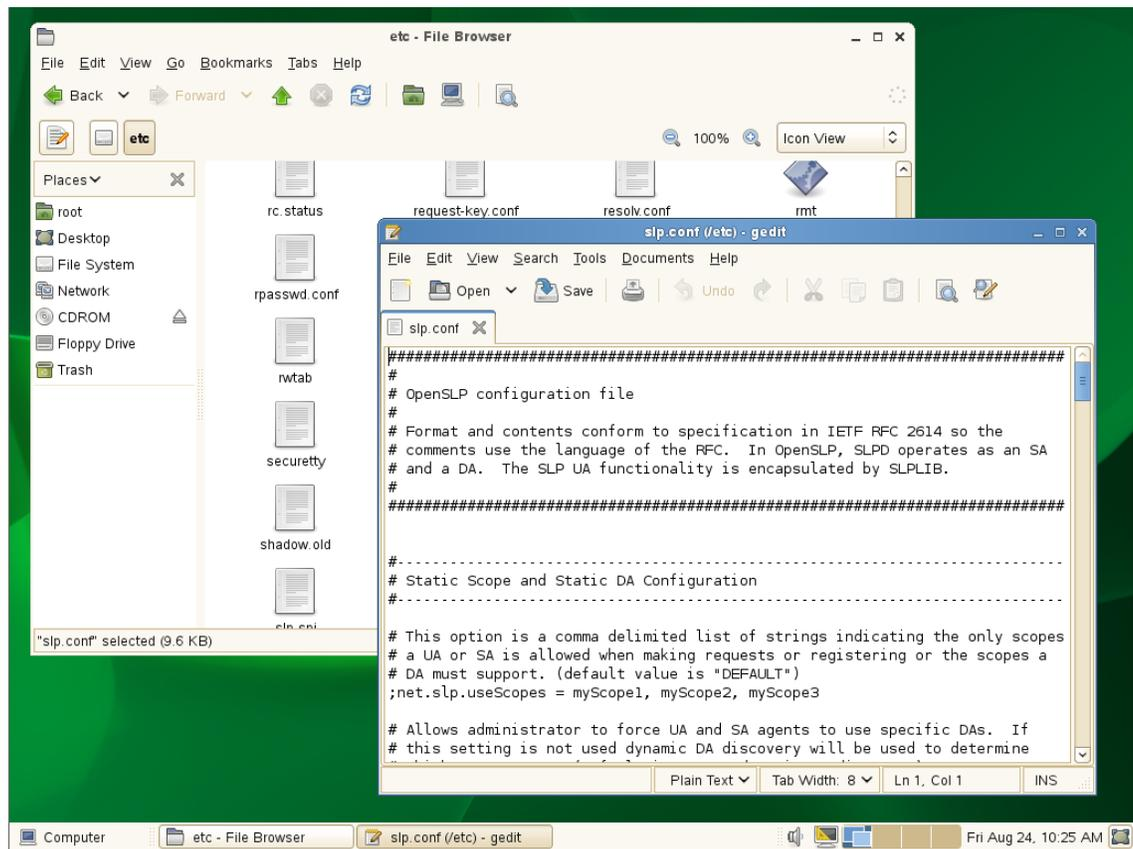 etc - File Browser
File Edit View Go Bookmarks Tabs Help
Back Forward
etc 100% Icon View
Places
root
Desktop
File System
Network
CDROM
Floppy Drive
Trash
rc.status request-key.conf resolv.conf rmt
rpasswd.conf
rwtab
securetty
shadow.old
slp.spi
"slp.conf" selected (9.6 KB)
slp.conf (/etc) - gedit
File Edit View Search Tools Documents Help
Open Save Undo
slp.conf
#############################################################################
#
# OpenSLP configuration file
#
# Format and contents conform to specification in IETF RFC 2614 so the
# comments use the language of the RFC.  In OpenSLP, SLPD operates as an SA
# and a DA.  The SLP UA functionality is encapsulated by SLPLIB.
#
#############################################################################
#----------------------------------------------------------------------------
# Static Scope and Static DA Configuration
#----------------------------------------------------------------------------
# This option is a comma delimited list of strings indicating the only scopes
# a UA or SA is allowed when making requests or registering or the scopes a
# DA must support. (default value is "DEFAULT")
;net.slp.useScopes = myScope1, myScope2, myScope3
# Allows administrator to force UA and SA agents to use specific DAs.  If
# this setting is not used dynamic DA discovery will be used to determine
Plain Text Tab Width: 8 Ln 1, Col 1 INS
Computer etc - File Browser slp.conf (/etc) - gedit Fri Aug 24, 10:25 AM